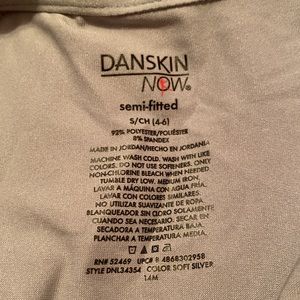 DANSKIN
NOW®
semi-fitted
S/CH (4-6)
92% POLYESTER/POLIÉSTER
8% SPANDEX
MADE IN JORDAN/HECHO EN JORDANIA
MACHINE WASH COLD. WASH WITH LIKE
COLORS. DO NOT USE SOFTENERS. ONLY
NON-CHLORINE BLEACH WHEN NEEDED
TUMBLE DRY LOW. MEDIUM IRON.
LAVAR A MÁQUINA CON AGUA FRÍA.
LAVAR CON COLORES SIMILARES.
NO UTILIZAR SUAVIZANTE DE ROPA.
BLANQUEADOR SIN CLORO SOLAMENTE
CUANDO SEA NECESARIO. SECAR EN
SECADORA A TEMPERATURA BAJA.
PLANCHAR A TEMPERATURA MEDIA.
RN# 52469 UPC# 8 4868302958
STYLE DNL34354 COLOR SOFT SILVER
14M